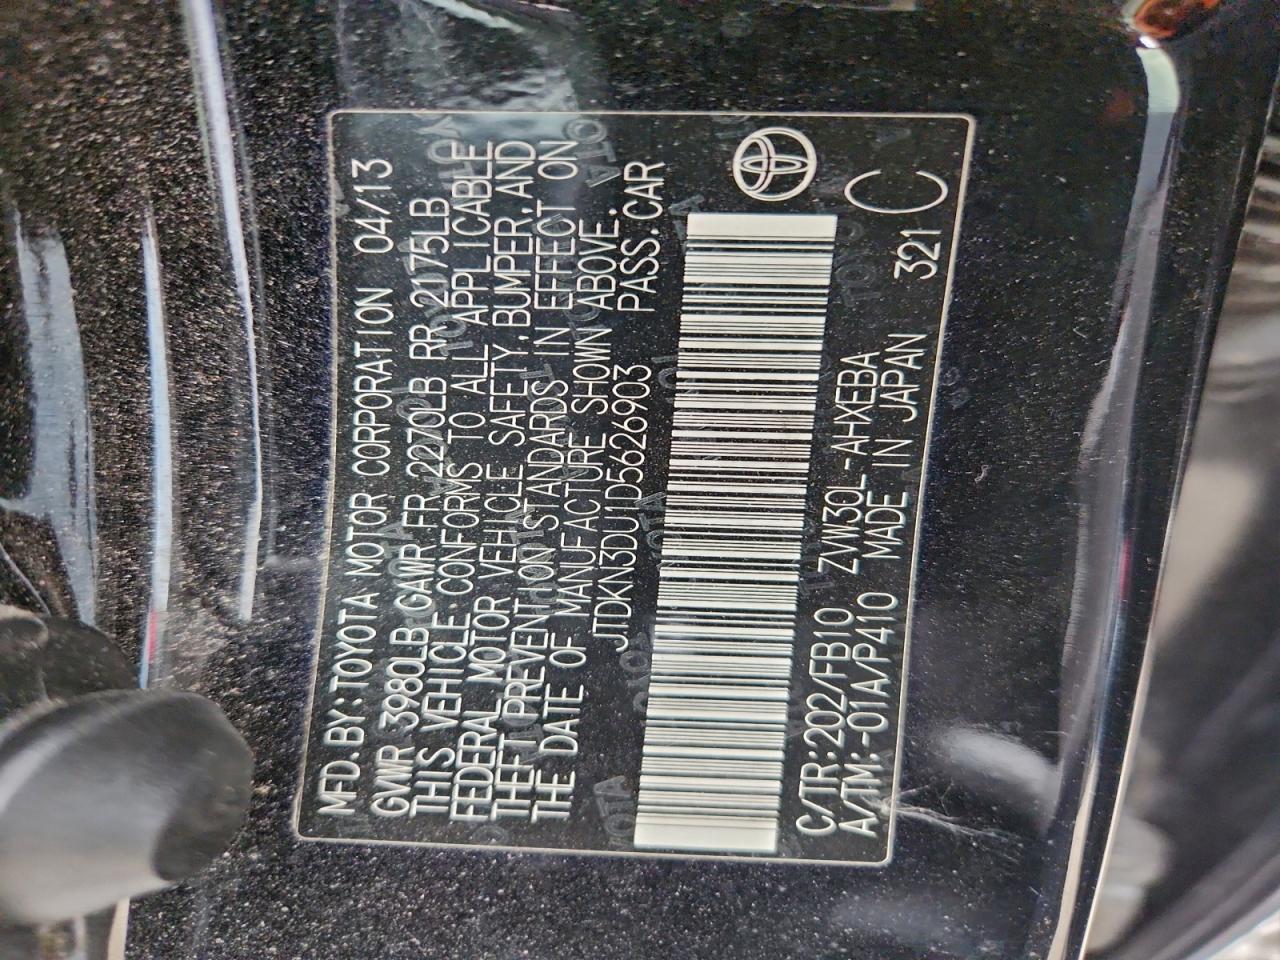 MFD.BY:TOYOTA MOTOR CORPORATION 04/13
GVWR 3980LB GAWR FR 2270LB RR 2175LB
THIS VEHICLE CONFORMS TO ALL APPLICABLE
FEDERAL MOTOR VEHICLE SAFETY, BUMPER, AND
THEFT PREVENTION STANDARDS IN EFFECT ON
THE DATE OF MANUFACTURE SHOWN ABOVE.
JTDKN3DU1D5626903 PASS.CAR
C/TR:202/FB10 ZVW30L-AHXEBA 321
A/TM:-01A/P410 MADE IN JAPAN C